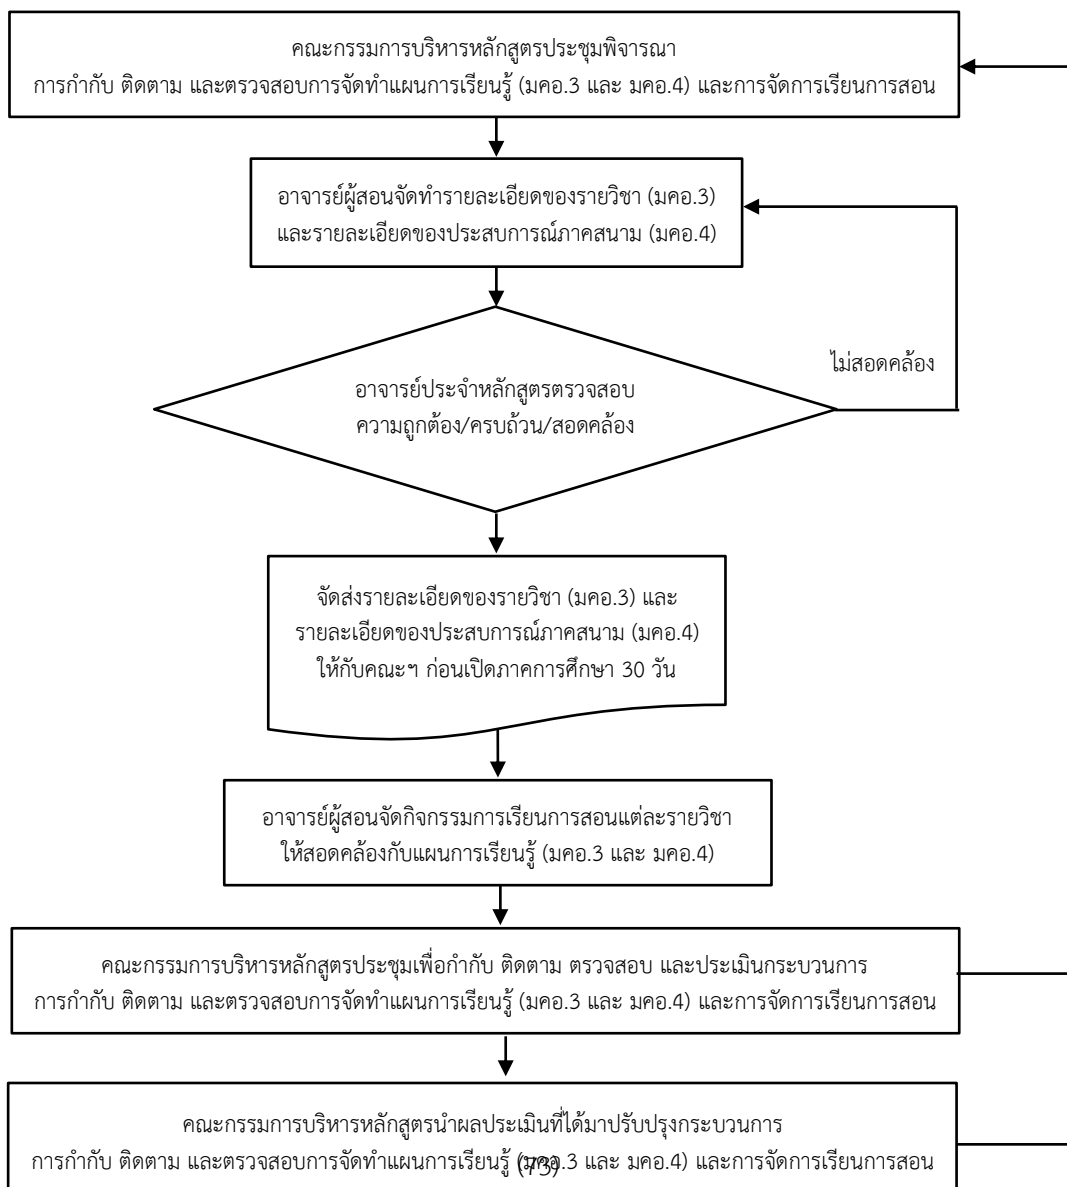 คณะกรรมการบริหารหลักสูตรประชุมพิจารณา
การกำกับ ติดตาม และตรวจสอบการจัดทำแผนการเรียนรู้ (มคอ.3 และ มคอ.4) และการจัดการเรียนการสอน
อาจารย์ผู้สอนจัดทำรายละเอียดของรายวิชา (มคอ.3)
และรายละเอียดของประสบการณ์ภาคสนาม (มคอ.4)
ไม่สอดคล้อง
อาจารย์ประจำหลักสูตรตรวจสอบ
ความถูกต้อง/ครบถ้วน/สอดคล้อง
จัดส่งรายละเอียดของรายวิชา (มคอ.3) และ
รายละเอียดของประสบการณ์ภาคสนาม (มคอ.4)
ให้กับคณะฯ ก่อนเปิดภาคการศึกษา 30 วัน
อาจารย์ผู้สอนจัดกิจกรรมการเรียนการสอนแต่ละรายวิชา
ให้สอดคล้องกับแผนการเรียนรู้ (มคอ.3 และ มคอ.4)
คณะกรรมการบริหารหลักสูตรประชุมเพื่อกำกับ ติดตาม ตรวจสอบ และประเมินกระบวนการ
การกำกับ ติดตาม และตรวจสอบการจัดทำแผนการเรียนรู้ (มคอ.3 และ มคอ.4) และการจัดการเรียนการสอน
คณะกรรมการบริหารหลักสูตรนำผลประเมินที่ได้มาปรับปรุงกระบวนการ
การกำกับ ติดตาม และตรวจสอบการจัดทำแผนการเรียนรู้ (มคอ.3 และ มคอ.4) และการจัดการเรียนการสอน
(73)